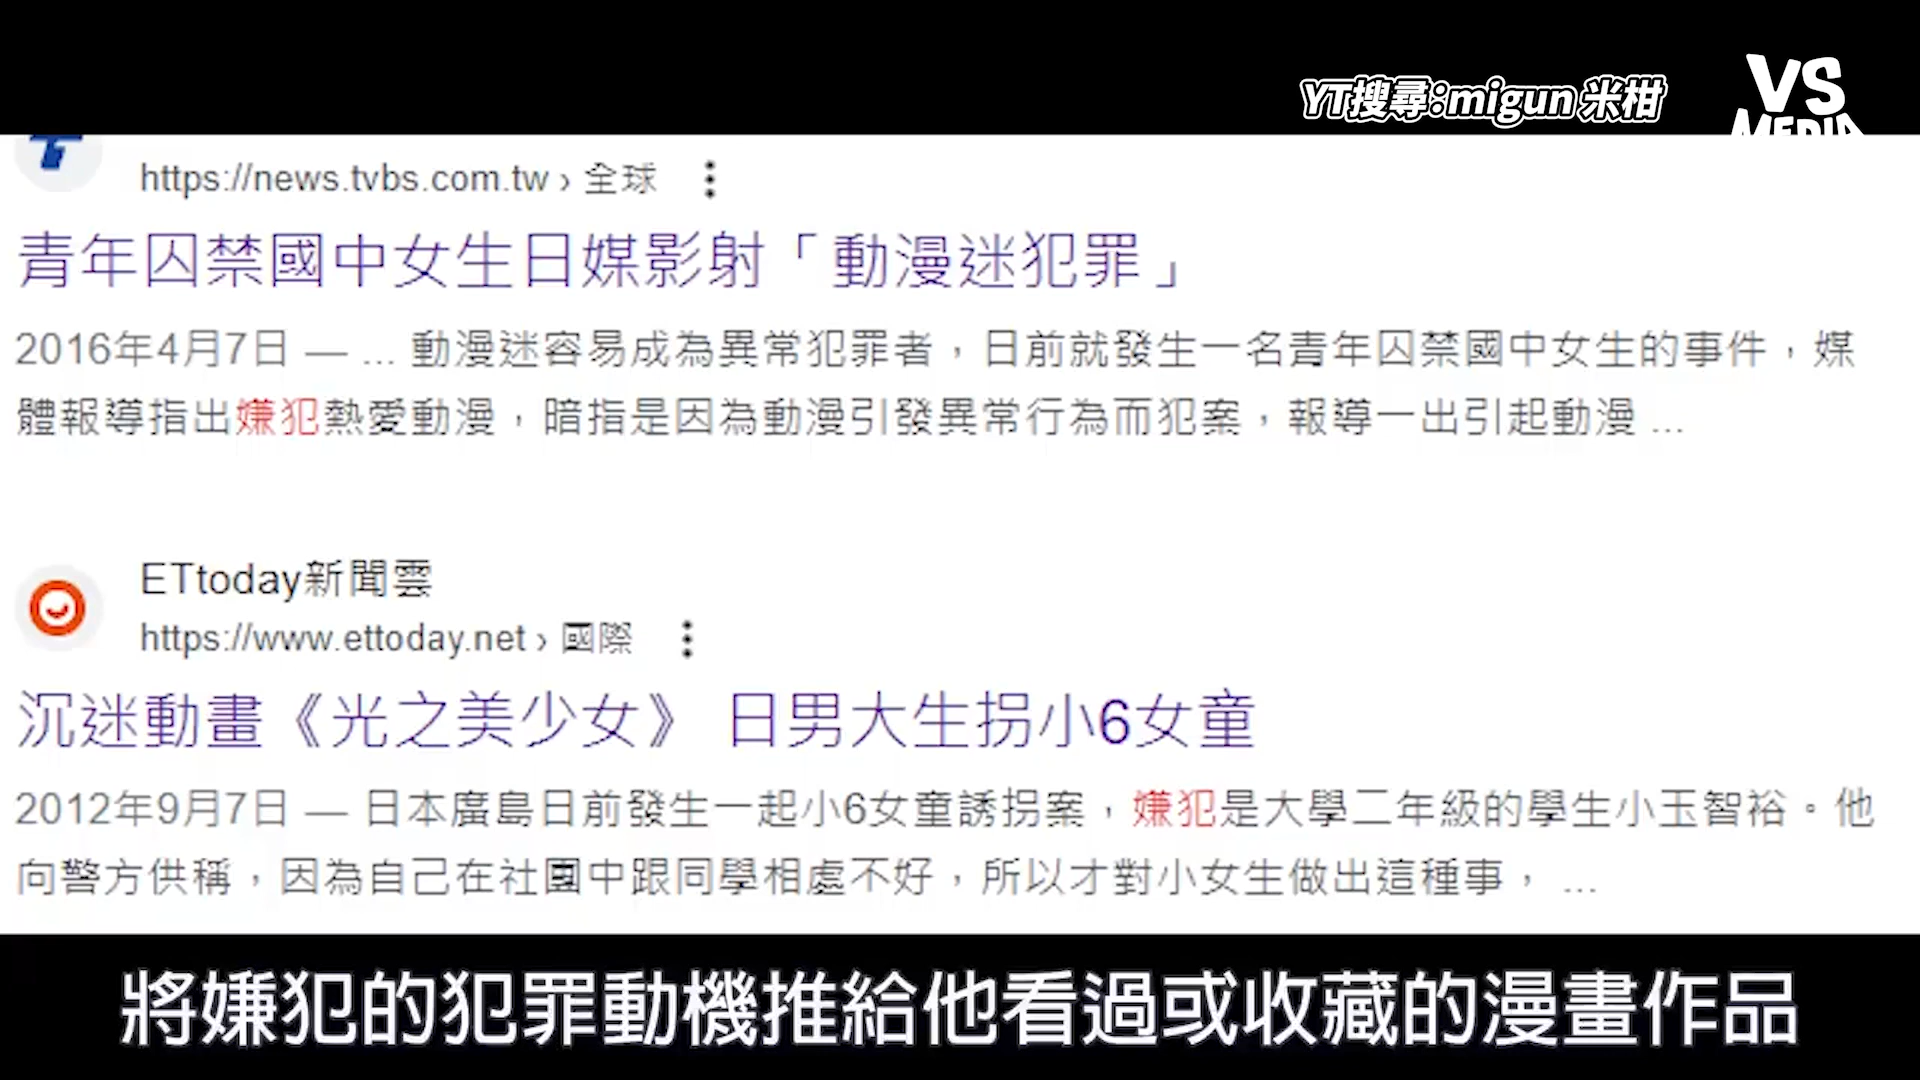 YT搜尋:migun 米柑
VS
MEDIA
https://news.tvbs.com.tw › 全球
青年囚禁國中女生日媒影射「動漫迷犯罪」
2016年4月7日 — ... 動漫迷容易成為異常犯罪者，日前就發生一名青年囚禁國中女生的事件，媒
體報導指出嫌犯熱愛動漫，暗指是因為動漫引發異常行為而犯案，報導一出引起動漫 ...
ETtoday新聞雲
https://www.ettoday.net › 國際
沉迷動畫《光之美少女》 日男大生拐小6女童
2012年9月7日 — 日本廣島日前發生一起小6女童誘拐案，嫌犯是大學二年級的學生小玉智裕。他
向警方供稱，因為自己在社團中跟同學相處不好，所以才對小女生做出這種事， ...
將嫌犯的犯罪動機推給他看過或收藏的漫畫作品